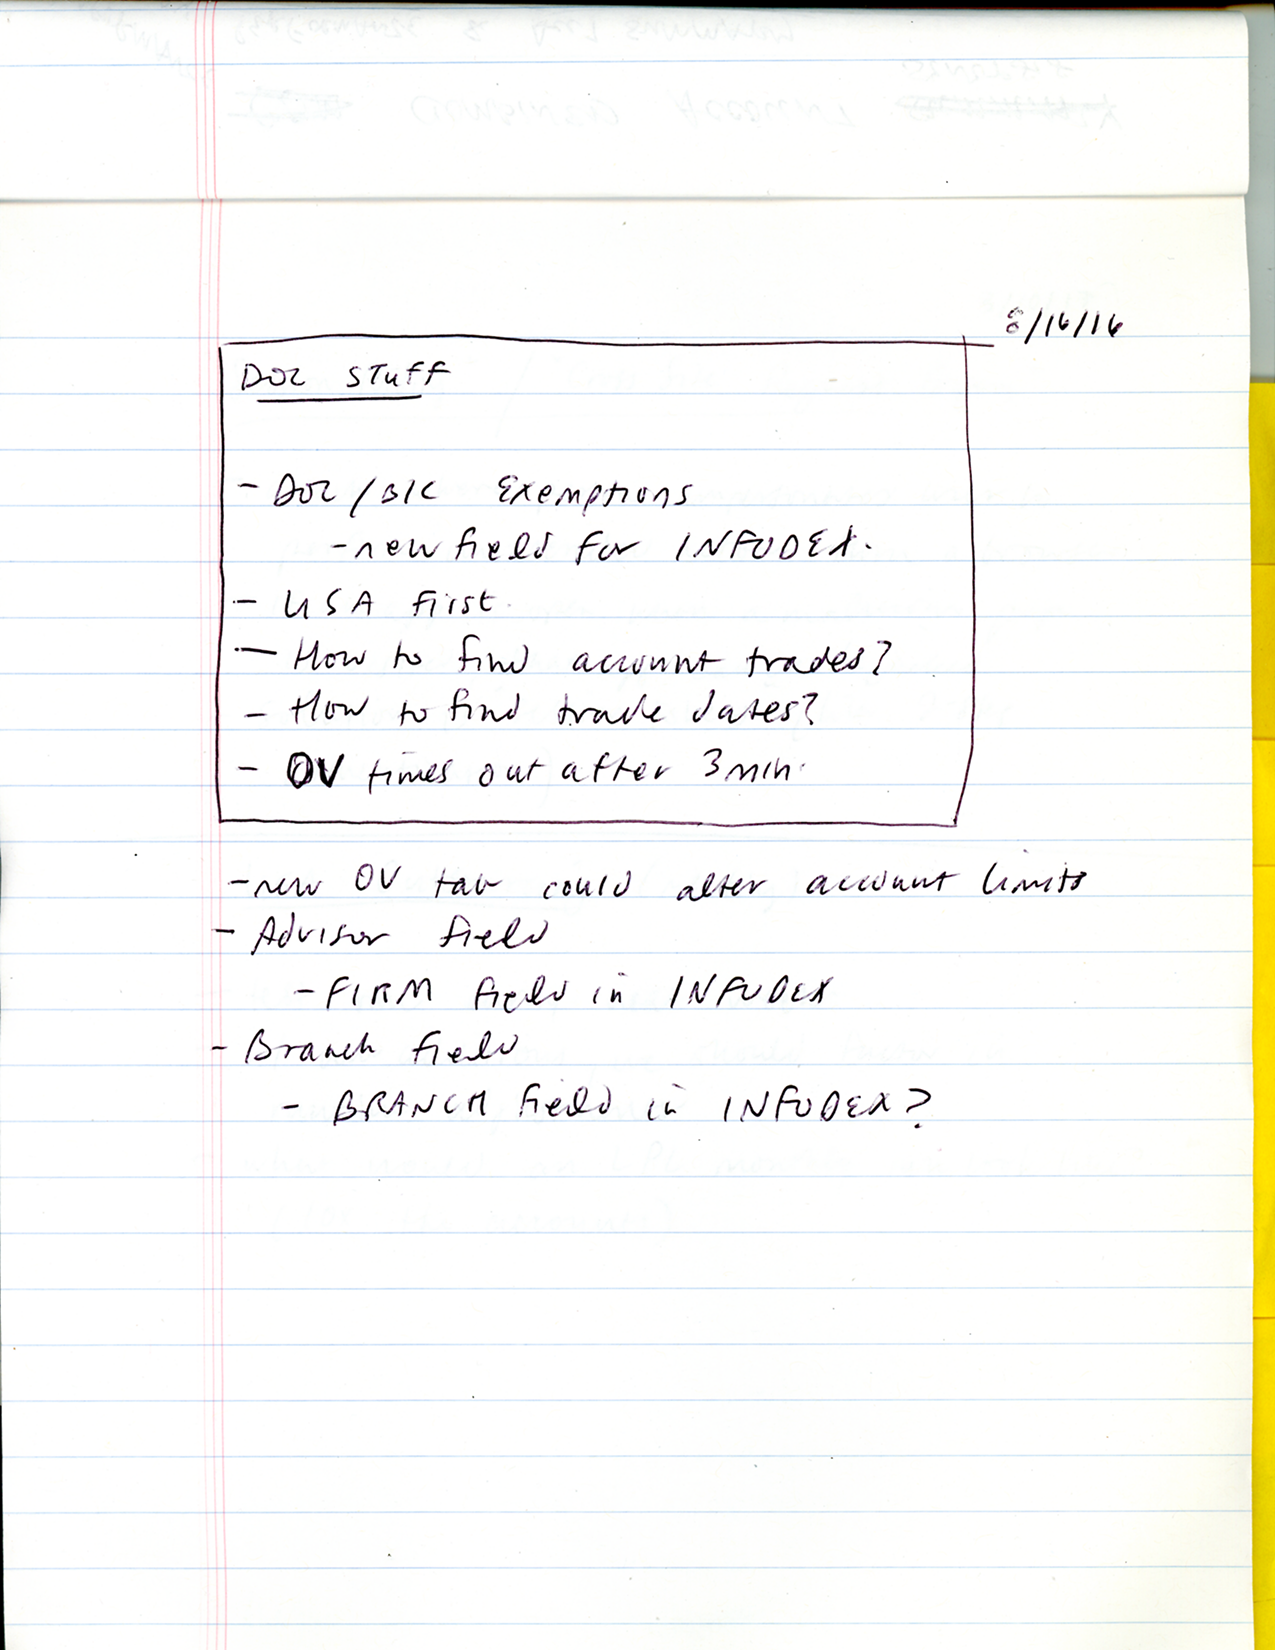 8/16/16
DOL STUFF
- DOL/BIC Exemptions
- new field for INFODEX.
- USA first.
- How to find account trades?
- How to find trade dates?
- OV times out after 3 min.
- new OV tab could alter account limits
- Advisor field
- FIRM field in INFODEX
- Branch field
- BRANCH field in INFODEX?